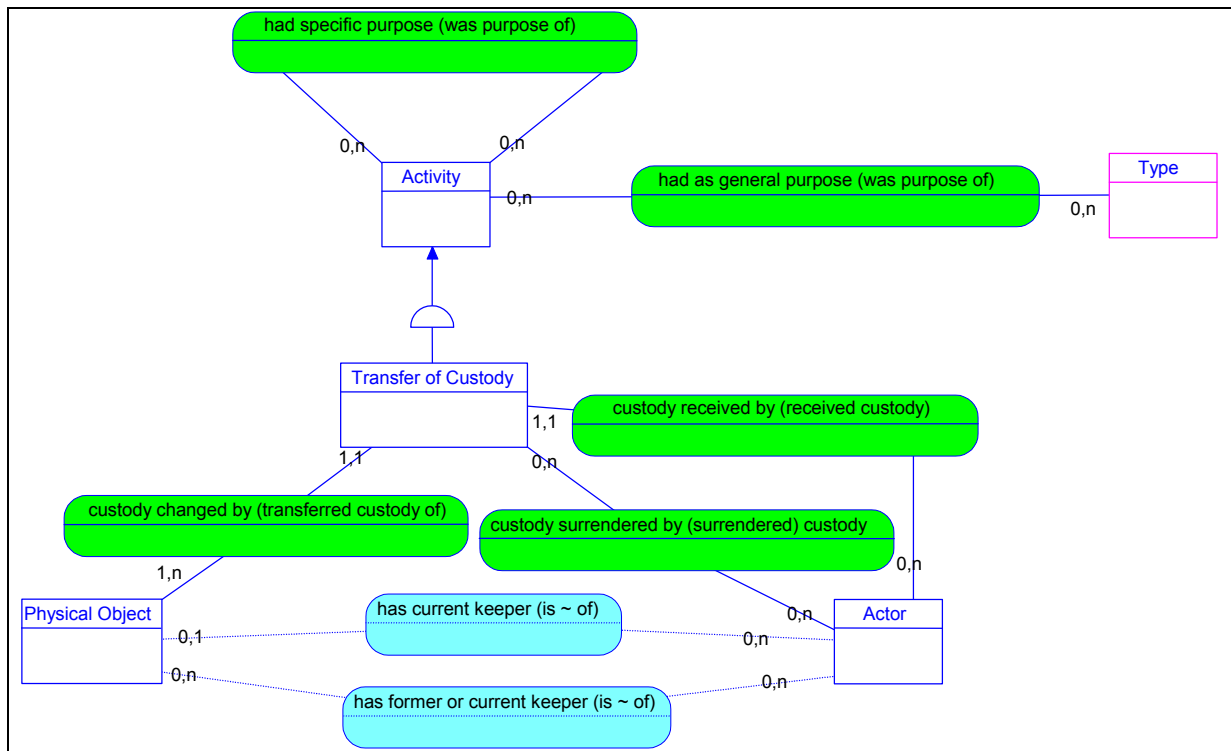 had specific purpose (was purpose of)
0,n
0,n
Activity
0,n
had as general purpose (was purpose of)
0,n
Type
Transfer of Custody
1,1
custody received by (received custody)
1,1
0,n
custody changed by (transferred custody of)
custody surrendered by (surrendered) custody
1,n
0,n
Physical Object
has current keeper (is ~ of)
0,n
Actor
0,1
0,n
0,n
has former or current keeper (is ~ of)
0,n